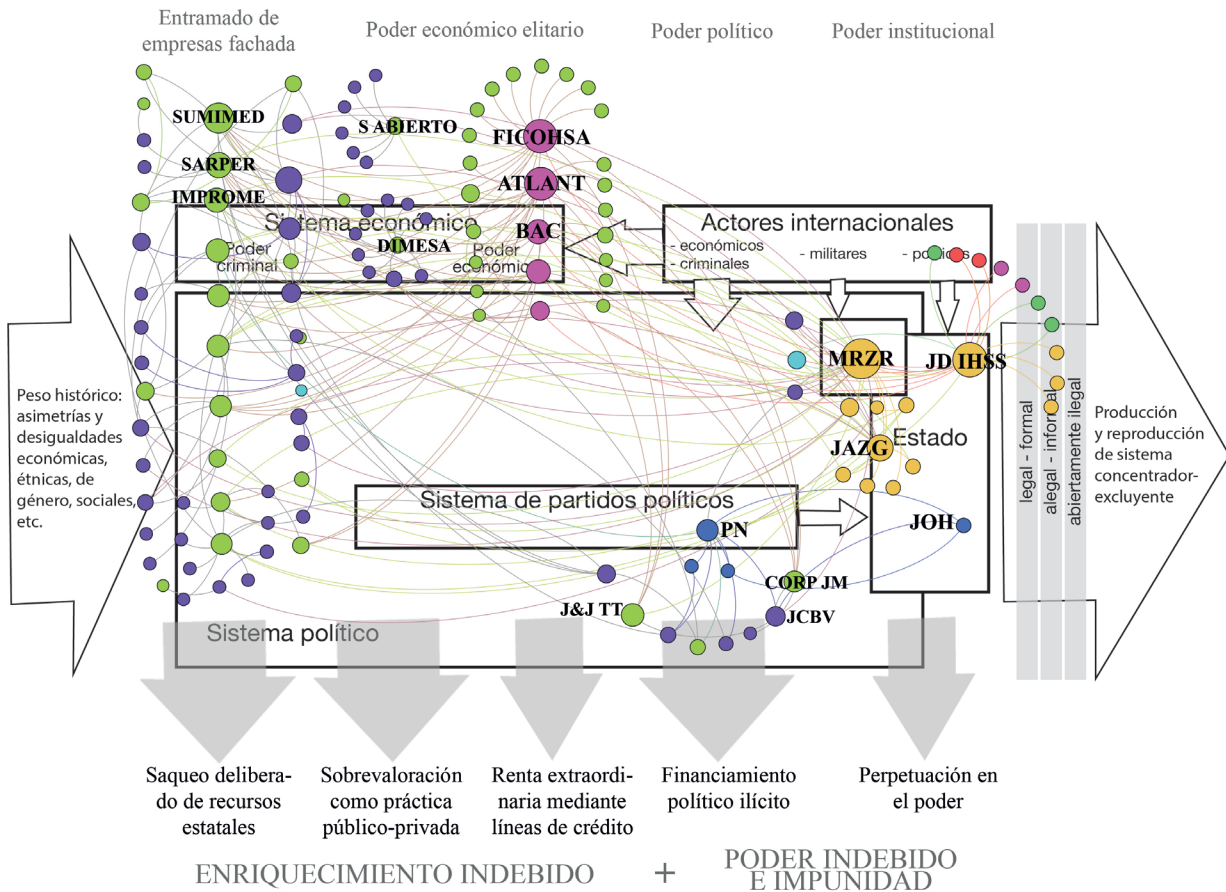 Entramado de
empresas fachada
Poder económico elitario
Poder político
Poder institucional
SUMIMED
SARPER
IMPROME
S ABIERTO
DIMESA
FICOHSA
ATLANT
BAC
Sistema económico
Poder
criminal
Poder
económico
Actores internacionales
- económicos
- criminales
- militares
Peso histórico:
asimetrías y
desigualdades
económicas,
étnicas, de
género, sociales,
etc.
MRZR
JD IHSS
JAZG
Estado
JOH
Sistema de partidos políticos
PN
CORP JM
J&J TT
JCBV
Sistema político
legal - formal
alegal - informal
abiertamente ilegal
Producción
y reproducción
de sistema
concentrador-
excluyente
Saqueo delibera-
do de recursos
estatales
Sobrevaloración
como práctica
público-privada
Renta extraordi-
naria mediante
líneas de crédito
Financiamiento
político ilícito
Perpetuación en
el poder
ENRIQUECIMIENTO INDEBIDO
+
PODER INDEBIDO
E IMPUNIDAD